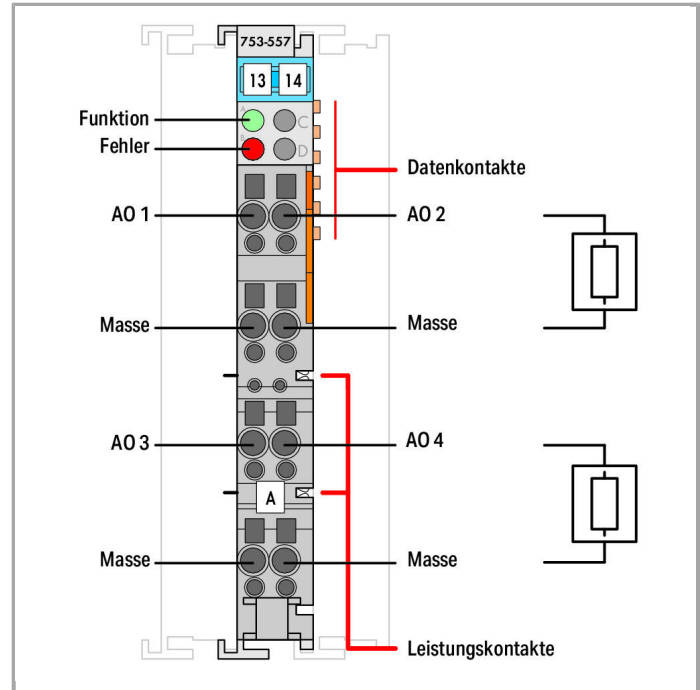 753-557
13 14
A
C
Funktion
B
D
Fehler
Datenkontakte
AO 1
AO 2
Masse
Masse
AO 3
AO 4
A
Masse
Masse
Leistungskontakte